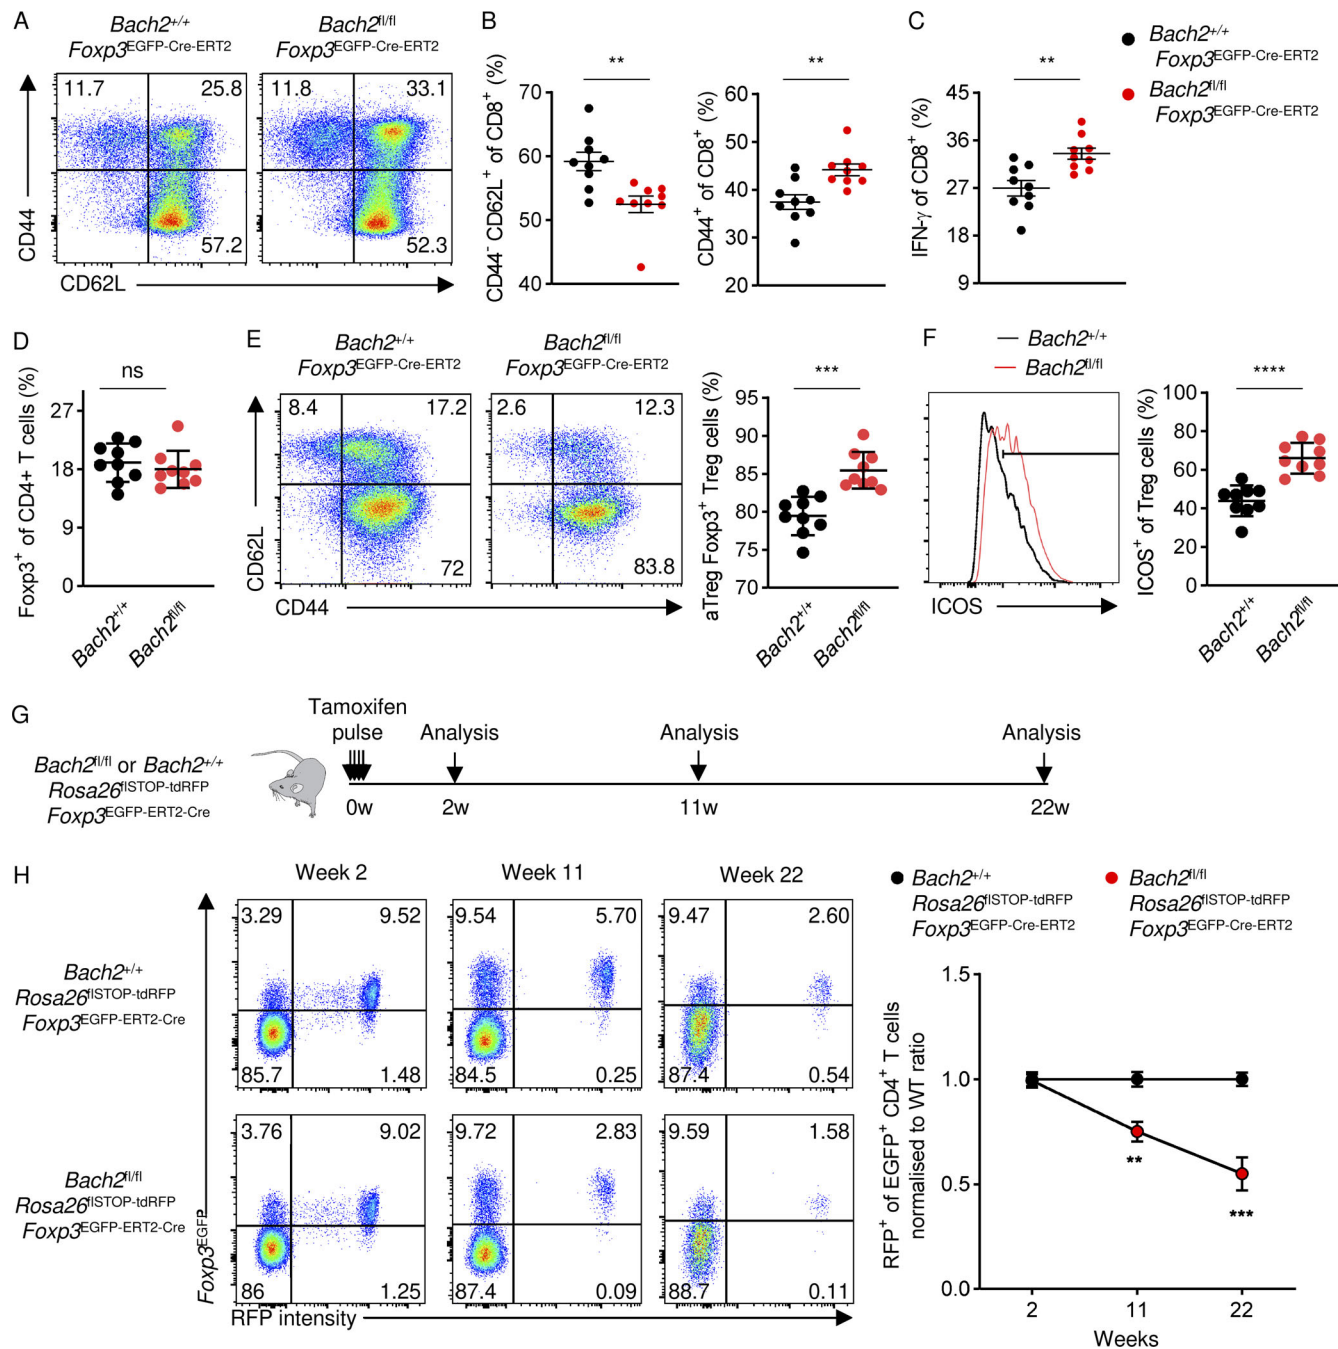 A
Bach2+/+
Foxp3EGFP-Cre-ERT2
Bach2fl/fl
Foxp3EGFP-Cre-ERT2
11.7
25.8
57.2
11.8
33.1
52.3
CD44
CD62L
B
**
CD44- CD62L+ of CD8+ (%)
70
60
50
40
**
CD44+ of CD8+ (%)
60
50
40
30
20
C
**
IFN-γ of CD8+ (%)
45
36
27
18
9
Bach2+/+
Foxp3EGFP-Cre-ERT2
Bach2fl/fl
Foxp3EGFP-Cre-ERT2
D
ns
Foxp3+ of CD4+ T cells (%)
27
18
9
0
Bach2+/+
Bach2fl/fl
E
Bach2+/+
Foxp3EGFP-Cre-ERT2
Bach2fl/fl
Foxp3EGFP-Cre-ERT2
8.4
17.2
72
2.6
12.3
83.8
CD62L
CD44
***
aTreg Foxp3+ Treg cells (%)
95
90
85
80
75
70
Bach2+/+
Bach2fl/fl
F
Bach2+/+
Bach2fl/fl
ICOS
****
ICOS+ of Treg cells (%)
100
80
60
40
20
0
Bach2+/+
Bach2fl/fl
G
Bach2fl/fl or Bach2+/+
Rosa26flSTOP-tdRFP
Foxp3EGFP-ERT2-Cre
Tamoxifen
pulse
Analysis
Analysis
Analysis
0w
2w
11w
22w
H
Week 2
Week 11
Week 22
Bach2+/+
Rosa26flSTOP-tdRFP
Foxp3EGFP-ERT2-Cre
3.29
9.52
85.7
1.48
9.54
5.70
84.5
0.25
9.47
2.60
87.4
0.54
Bach2fl/fl
Rosa26flSTOP-tdRFP
Foxp3EGFP-ERT2-Cre
3.76
9.02
86
1.25
9.72
2.83
87.4
0.09
9.59
1.58
88.7
0.11
Foxp3EGFP
RFP intensity
Bach2+/+
Rosa26flSTOP-tdRFP
Foxp3EGFP-Cre-ERT2
Bach2fl/fl
Rosa26flSTOP-tdRFP
Foxp3EGFP-Cre-ERT2
RFP+ of EGFP+ CD4+ T cells
normalised to WT ratio
1.5
1.0
0.5
0.0
**
***
2
11
22
Weeks